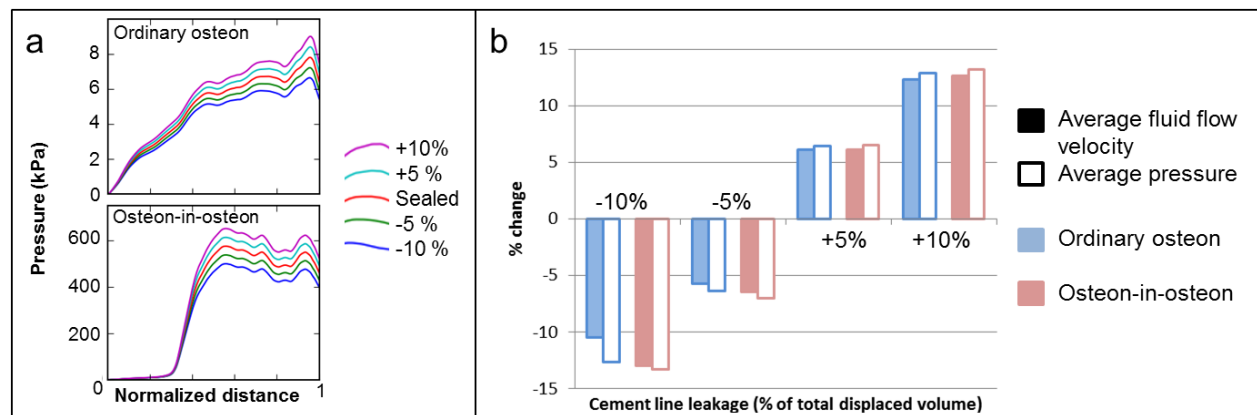 a
Ordinary osteon
8
6
4
2
0
Osteon-in-osteon
600
400
200
0
Pressure (kPa)
Normalized distance
1
+10%
+5 %
Sealed
-5 %
-10 %
b
15
10
5
0
-5
-10
-15
% change
-10%
-5%
+5%
+10%
Cement line leakage (% of total displaced volume)
Average fluid flow
velocity
Average pressure
Ordinary osteon
Osteon-in-osteon